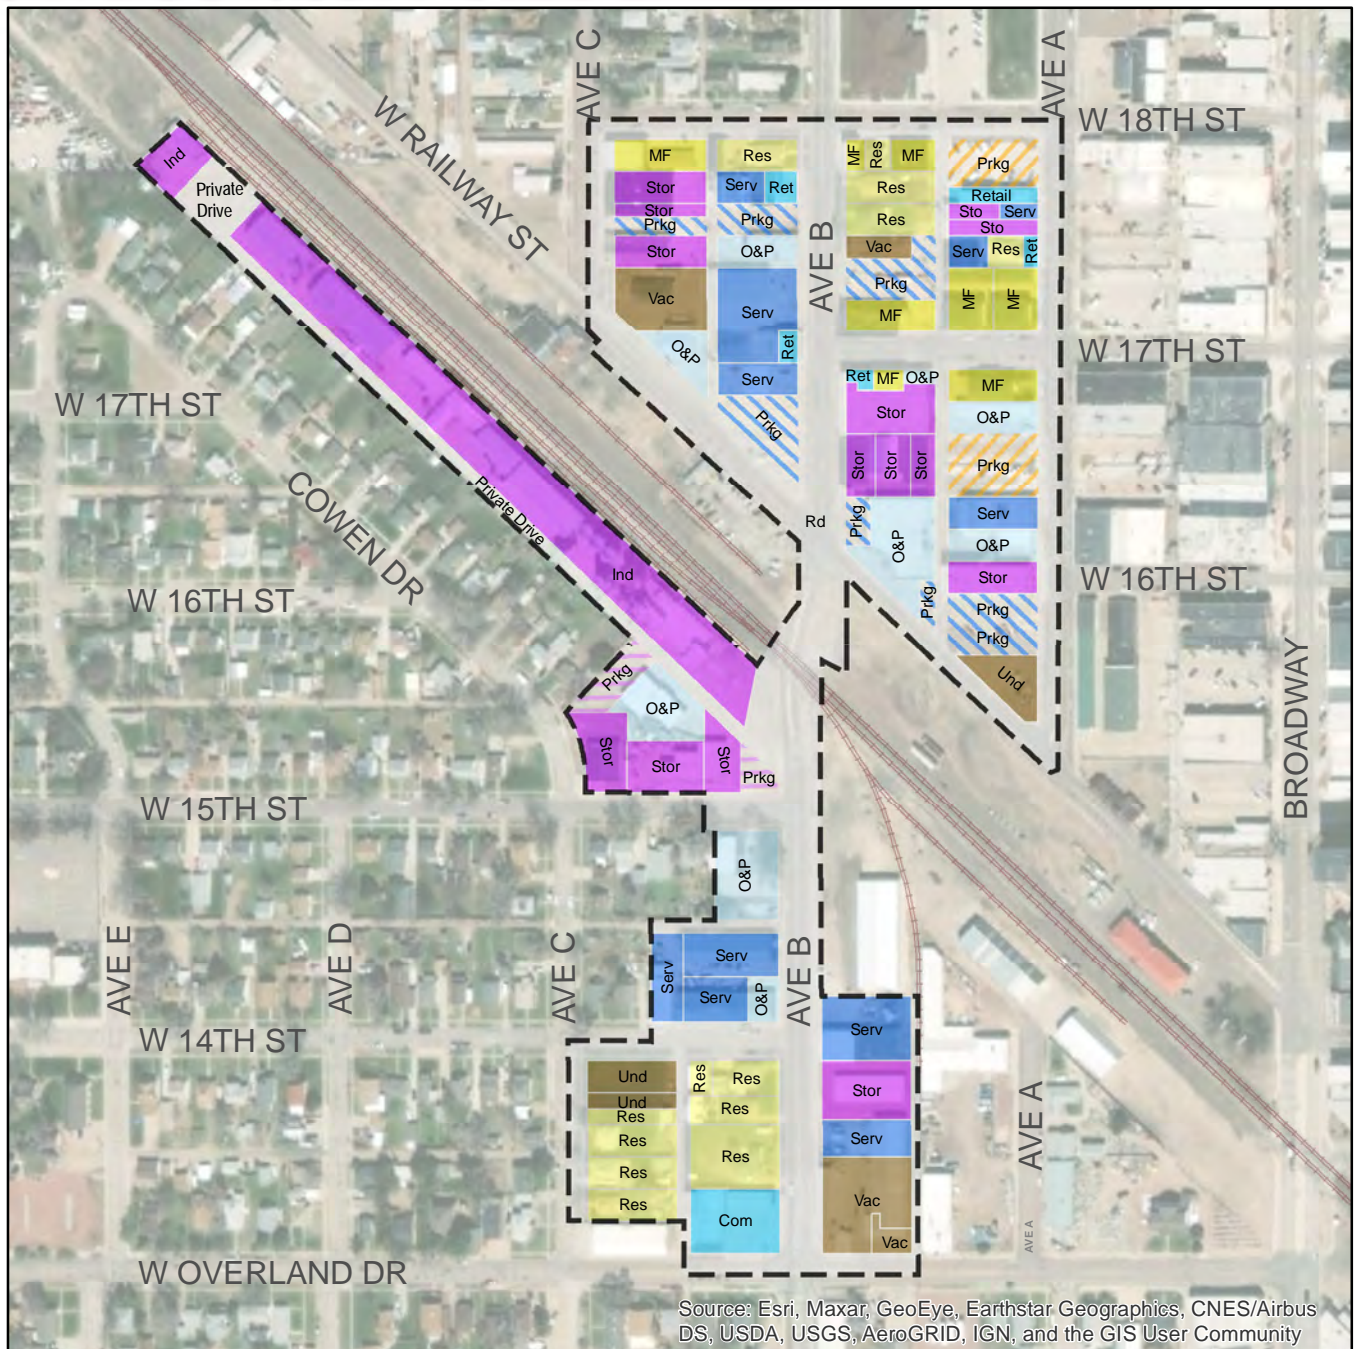 AVE C
AVE A
W 18TH ST
W RAILWAY ST
Ind
Private
Drive
MF
Res
MF
Res
MF
Prkg
Stor
Serv
Ret
Res
Retail
Stor
Prkg
Prkg
Res
Sto
Serv
Sto
AVE B
Stor
O&P
Vac
Serv
Res
Ret
Vac
Serv
Prkg
MF
MF
MF
O&P
Ret
W 17TH ST
Serv
Ret
MF
O&P
MF
W 17TH ST
Prkg
Stor
O&P
Stor
Stor
Stor
Prkg
COWEN DR
Private Drive
Rd
Prkg
O&P
Serv
O&P
Ind
Stor
W 16TH ST
W 16TH ST
Prkg
Prkg
Prkg
Prkg
Und
BROADWAY
O&P
Stor
Stor
Stor
Prkg
W 15TH ST
O&P
AVE E
AVE D
AVE C
Serv
Serv
Serv
O&P
AVE B
W 14TH ST
Serv
Und
Res
Res
Stor
Und
Res
Res
AVE A
Res
Serv
Res
Res
Res
Vac
Com
Vac
AVE A
W OVERLAND DR
Source: Esri, Maxar, GeoEye, Earthstar Geographics, CNES/Airbus
DS, USDA, USGS, AeroGRID, IGN, and the GIS User Community